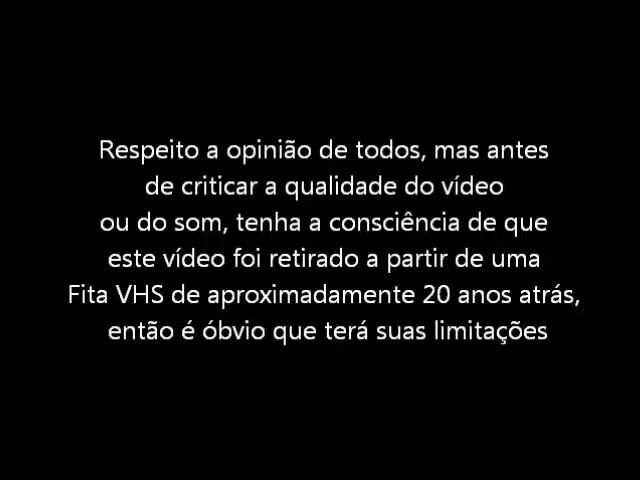 Respeito a opinião de todos, mas antes
de criticar a qualidade do vídeo
ou do som, tenha a consciência de que
este vídeo foi retirado a partir de uma
Fita VHS de aproximadamente 20 anos atrás,
então é óbvio que terá suas limitações